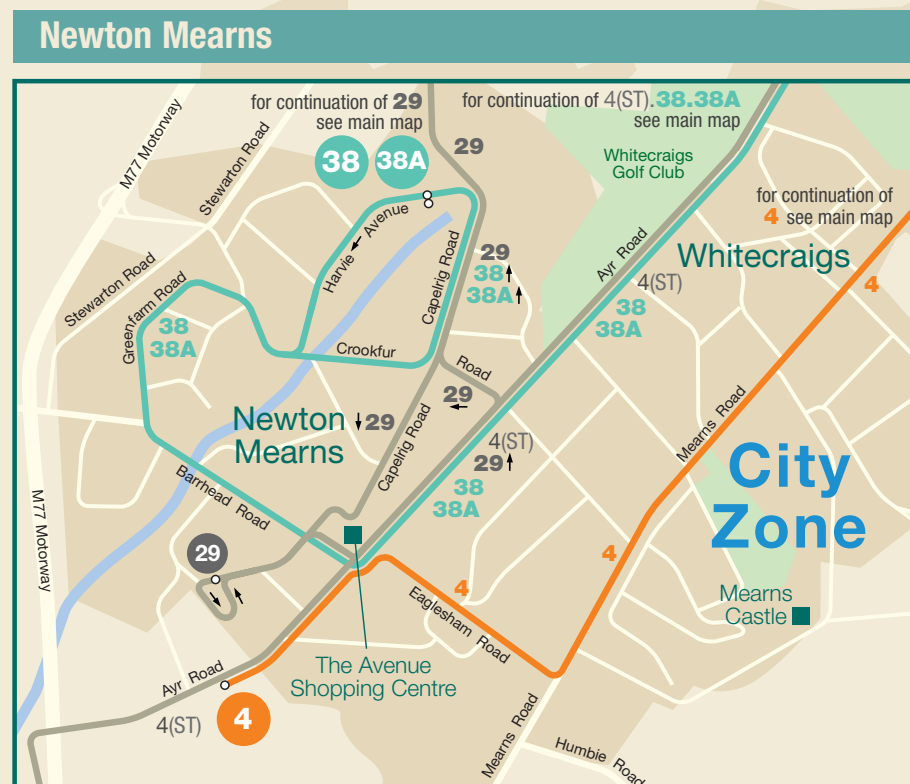 Newton Mearns
for continuation of 29
see main map
for continuation of 4(ST).38.38A
see main map
38
38A
29
M77 Motorway
Stewarton Road
Whitecraigs
Golf Club
for continuation of
4 see main map
Harvie Avenue
Capelrig Road
29
38
38A
Ayr Road
4(ST)
38
38A
Whitecraigs
4
Stewarton Road
Greenfarm Road
38
38A
Crookfur
Road
29
29
Newton
Mearns
Capelrig Road
4(ST)
29
38
38A
Mearns Road
City
Zone
M77 Motorway
Barrhead Road
29
4
4
Eaglesham Road
Mearns
Castle
The Avenue
Shopping Centre
Ayr Road
4(ST)
4
Mearns Road
Humbie Road